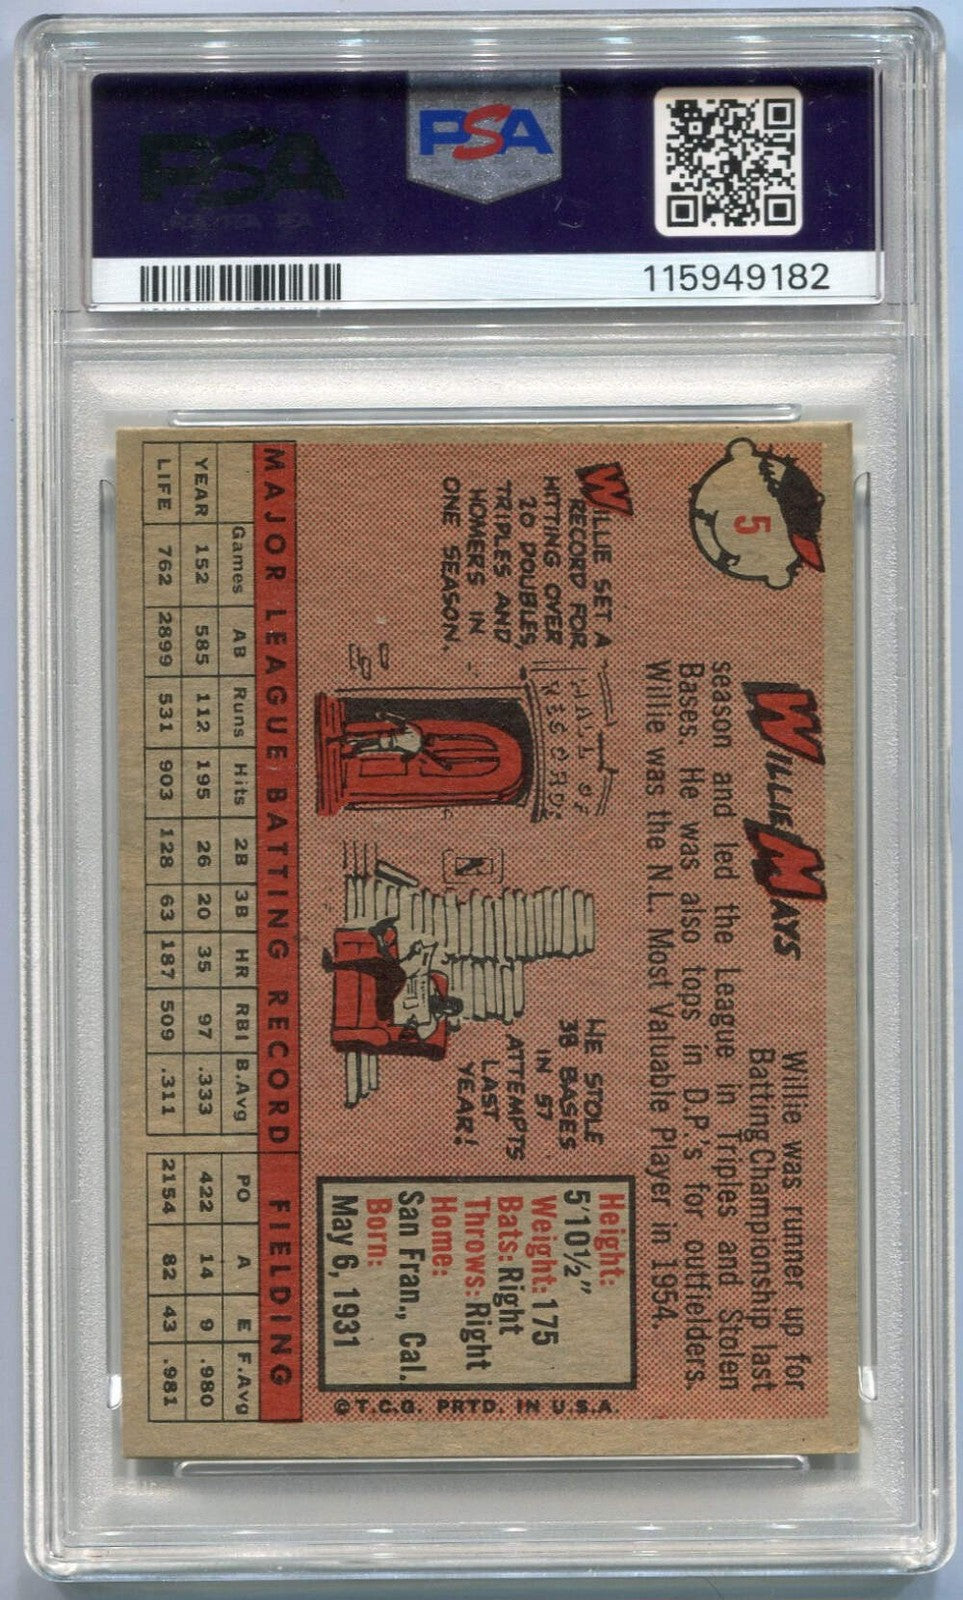 PSA
115949182
5
WILLIE MAYS
Willie was runner up for
Batting Championship last
season and led the League in Triples and Stolen
Bases. He was also tops in D.P.'s for outfielders.
Willie was the N.L. Most Valuable Player in 1954.
WILLIE SET A
RECORD FOR
HITTING OVER
20 DOUBLES,
TRIPLES AND
HOMERS IN
ONE SEASON.
HALL OF
RECORDS
HE STOLE
38 BASES
IN 57
ATTEMPTS
LAST
YEAR!
Height:
5'10½"
Weight: 175
Bats: Right
Throws: Right
Home:
San Fran., Cal.
Born:
May 6, 1931
© T.C.G. PRTD. IN U.S.A.
MAJOR LEAGUE BATTING RECORD FIELDING
Games AB Runs Hits 2B 3B HR RBI B.Avg PO A E F.Avg
YEAR 152 585 112 195 26 20 35 97 .333 422 14 9 .980
LIFE 762 2899 531 903 128 63 187 509 .311 2154 82 43 .981